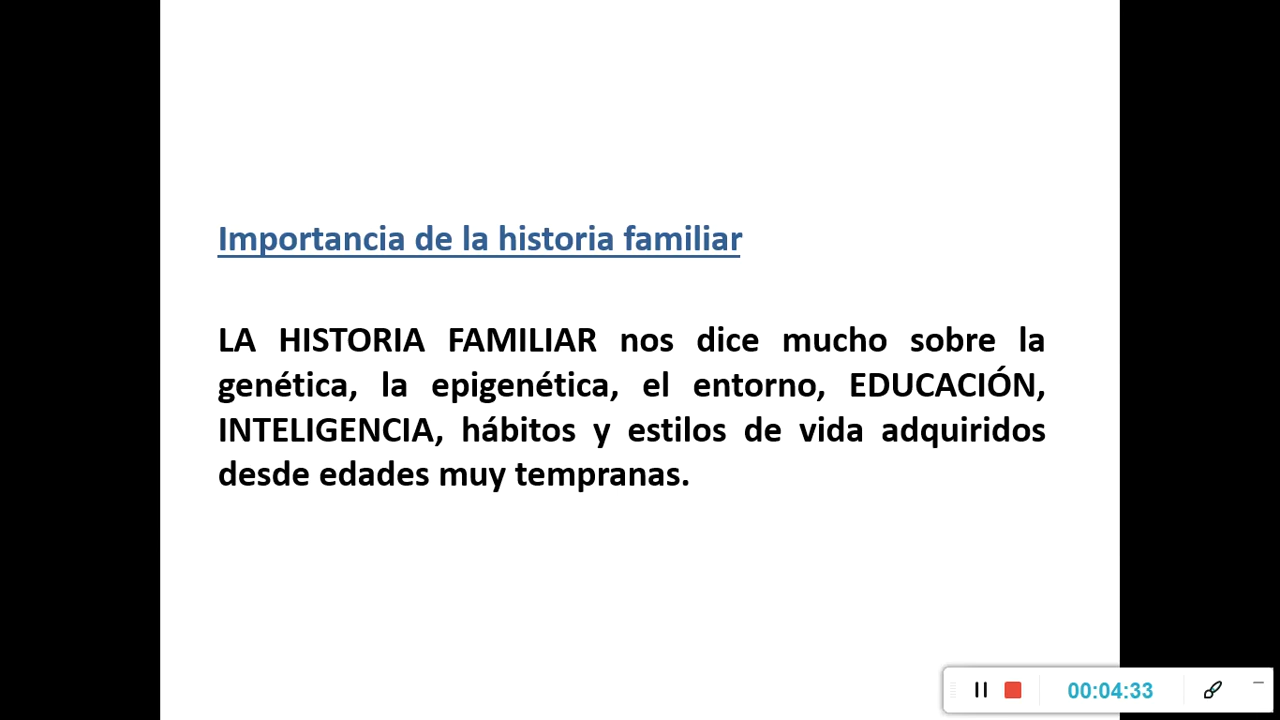 Importancia de la historia familiar
LA HISTORIA FAMILIAR nos dice mucho sobre la
genética, la epigenética, el entorno, EDUCACIÓN,
INTELIGENCIA, hábitos y estilos de vida adquiridos
desde edades muy tempranas.
00:04:33